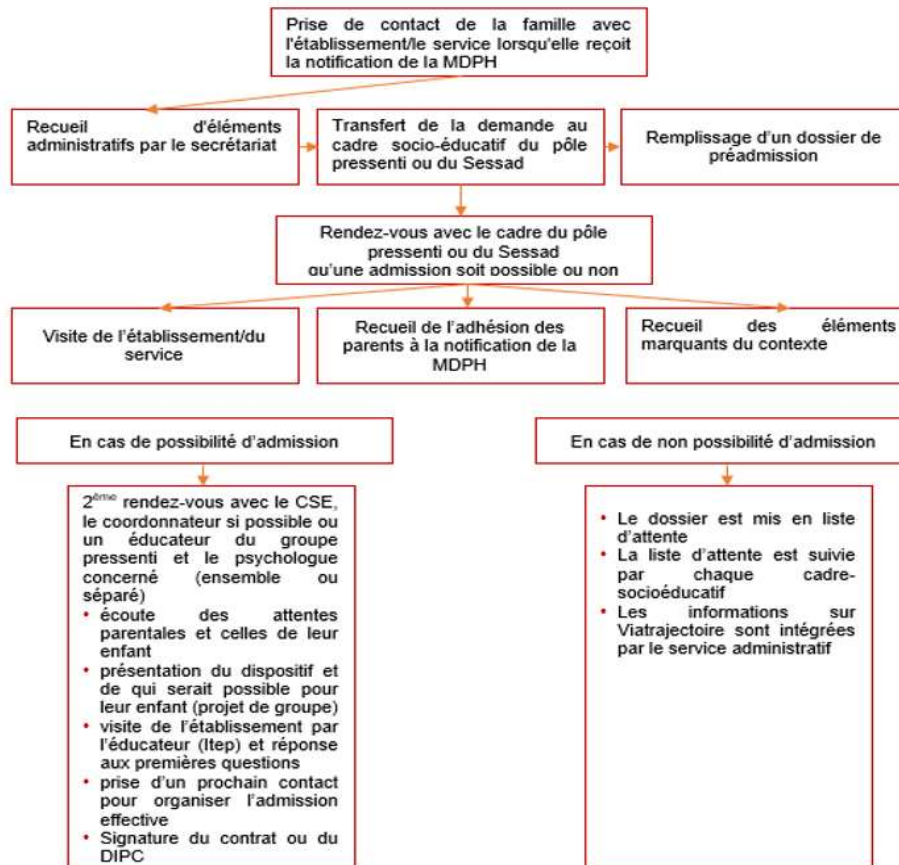 Prise de contact de la famille avec
l'établissement/le service lorsqu'elle reçoit
la notification de la MDPH
Recueil d'éléments
administratifs par le secrétariat
Transfert de la demande au
cadre socio-éducatif du pôle
pressenti ou du Sessad
Remplissage d'un dossier de
préadmission
Rendez-vous avec le cadre du pôle
pressenti ou du Sessad
qu'une admission soit possible ou non
Visite de l'établissement/du
service
Recueil de l'adhésion des
parents à la notification de la
MDPH
Recueil des éléments
marquants du contexte
En cas de possibilité d'admission
En cas de non possibilité d'admission
2ème rendez-vous avec le CSE,
le coordonnateur si possible ou
un éducateur du groupe
pressenti et le psychologue
concerné (ensemble ou
séparé)
• écoute des attentes
parentales et celles de leur
enfant
• présentation du dispositif et
de qui serait possible pour
leur enfant (projet de groupe)
• visite de l'établissement par
l'éducateur (Itep) et réponse
aux premières questions
• prise d'un prochain contact
pour organiser l'admission
effective
• Signature du contrat ou du
DIPC
• Le dossier est mis en liste
d'attente
• La liste d'attente est suivie
par chaque cadre-
socioéducatif
• Les informations sur
Viatrajectoire sont intégrées
par le service administratif